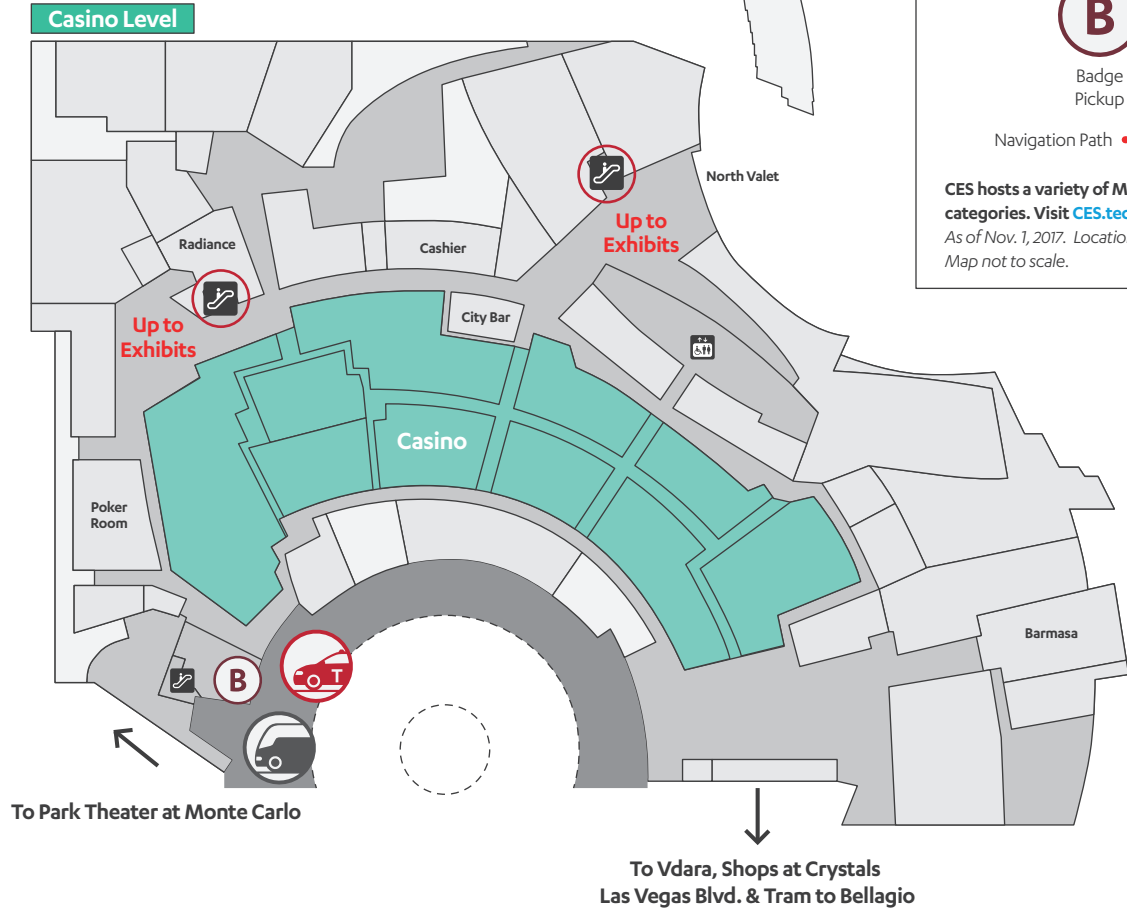 Casino Level
B
Badge
Pickup
Navigation Path
CES hosts a variety of M
categories. Visit CES.tec
As of Nov. 1, 2017. Location
Map not to scale.
North Valet
Up to
Exhibits
Radiance
Cashier
City Bar
Up to
Exhibits
Casino
Poker
Room
Barmasa
B
T
To Park Theater at Monte Carlo
To Vdara, Shops at Crystals
Las Vegas Blvd. & Tram to Bellagio